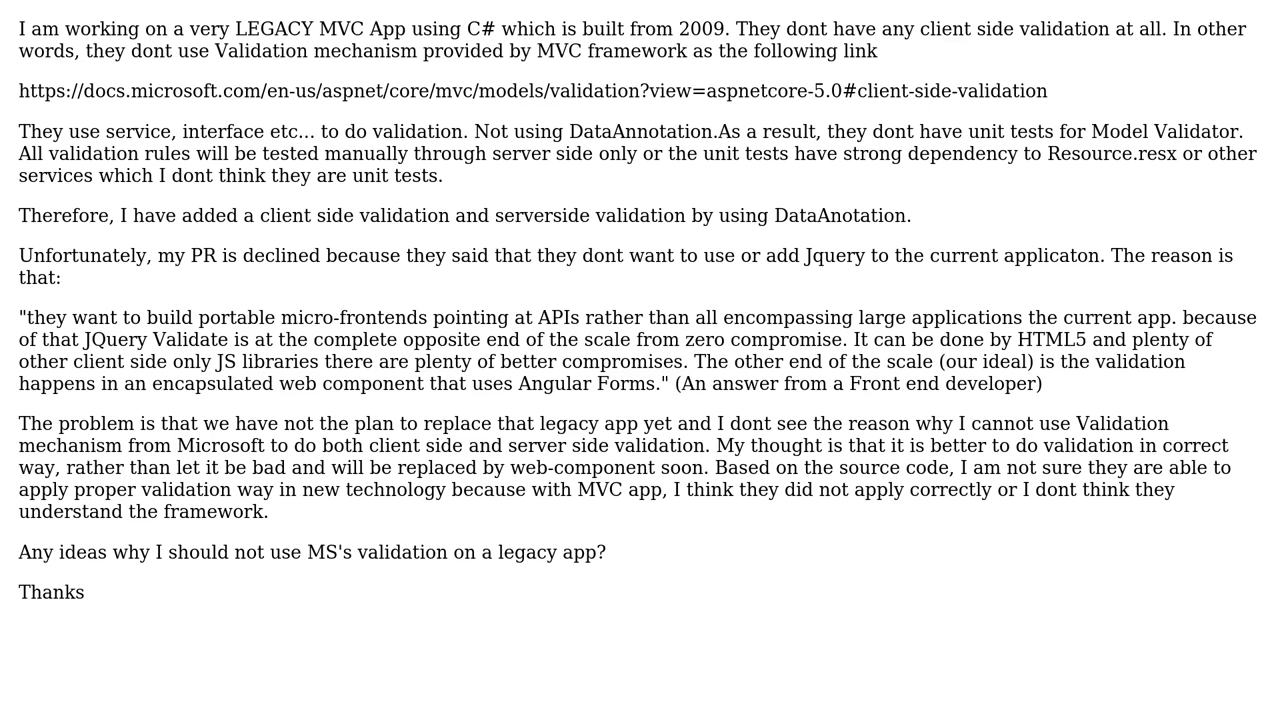 I am working on a very LEGACY MVC App using C# which is built from 2009. They dont have any client side validation at all. In other
words, they dont use Validation mechanism provided by MVC framework as the following link
https://docs.microsoft.com/en-us/aspnet/core/mvc/models/validation?view=aspnetcore-5.0#client-side-validation
They use service, interface etc... to do validation. Not using DataAnnotation.As a result, they dont have unit tests for Model Validator.
All validation rules will be tested manually through server side only or the unit tests have strong dependency to Resource.resx or other
services which I dont think they are unit tests.
Therefore, I have added a client side validation and serverside validation by using DataAnotation.
Unfortunately, my PR is declined because they said that they dont want to use or add Jquery to the current applicaton. The reason is
that:
"they want to build portable micro-frontends pointing at APIs rather than all encompassing large applications the current app. because
of that JQuery Validate is at the complete opposite end of the scale from zero compromise. It can be done by HTML5 and plenty of
other client side only JS libraries there are plenty of better compromises. The other end of the scale (our ideal) is the validation
happens in an encapsulated web component that uses Angular Forms." (An answer from a Front end developer)
The problem is that we have not the plan to replace that legacy app yet and I dont see the reason why I cannot use Validation
mechanism from Microsoft to do both client side and server side validation. My thought is that it is better to do validation in correct
way, rather than let it be bad and will be replaced by web-component soon. Based on the source code, I am not sure they are able to
apply proper validation way in new technology because with MVC app, I think they did not apply correctly or I dont think they
understand the framework.
Any ideas why I should not use MS's validation on a legacy app?
Thanks